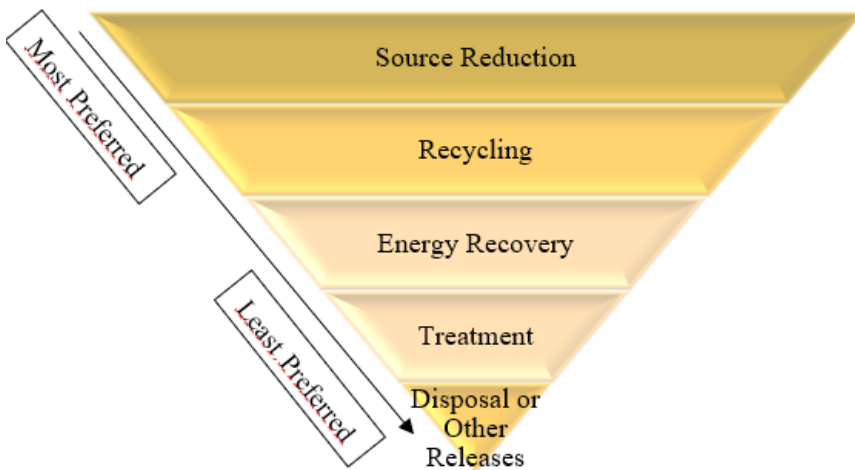 Most Preferred
Source Reduction
Recycling
Energy Recovery
Least Preferred
Treatment
Disposal or
Other
Releases